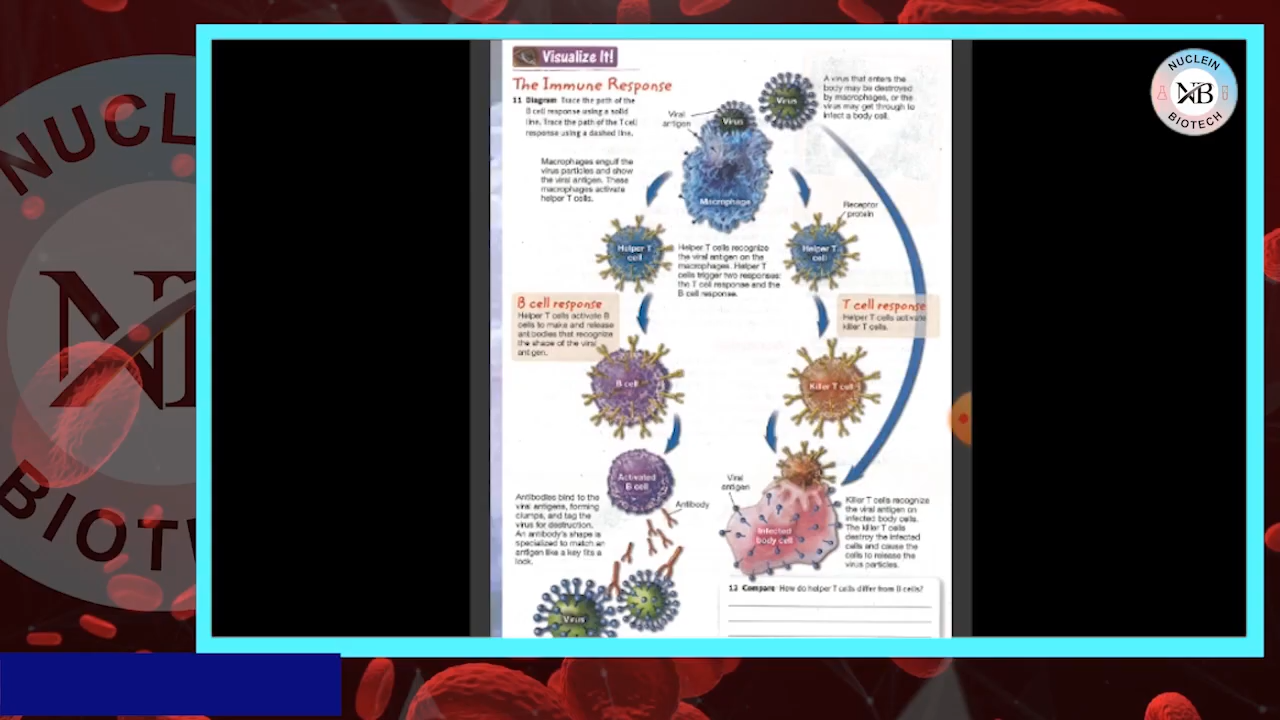 Visualize It!
The Immune Response
11 Diagram Trace the path of the
B cell response using a solid
line. Trace the path of the T cell
response using a dashed line.
Viral
antigen
Virus
Virus
A virus that enters the
body may be destroyed
by macrophages, or the
virus may get through to
infect a body cell.
Macrophages engulf the
virus particles and show
the viral antigen. These
macrophages activate
helper T cells.
Macrophage
Receptor
protein
Helper T
cell
Helper T cells recognize
the viral antigen on the
macrophages. Helper T
cells trigger two responses:
the T cell response and the
B cell response.
Helper T
cell
B cell response
Helper T cells activate B
cells to make and release
antibodies that recognize
the shape of the viral
antigen.
T cell response
Helper T cells activate
killer T cells.
B cell
Killer T cell
Activated
B cell
Antibody
Viral
antigen
Infected
body cell
Antibodies bind to the
viral antigens, forming
clumps, and tag the
virus for destruction.
An antibody's shape is
specialized to match an
antigen like a key fits a
lock.
Killer T cells recognize
the viral antigen on
infected body cells.
The killer T cells
destroy the infected
cells and cause the
cells to release the
virus particles.
Virus
12 Compare How do helper T cells differ from B cells?
NUCLEIN
NB
BIOTECH
NUCL
N
BIOT